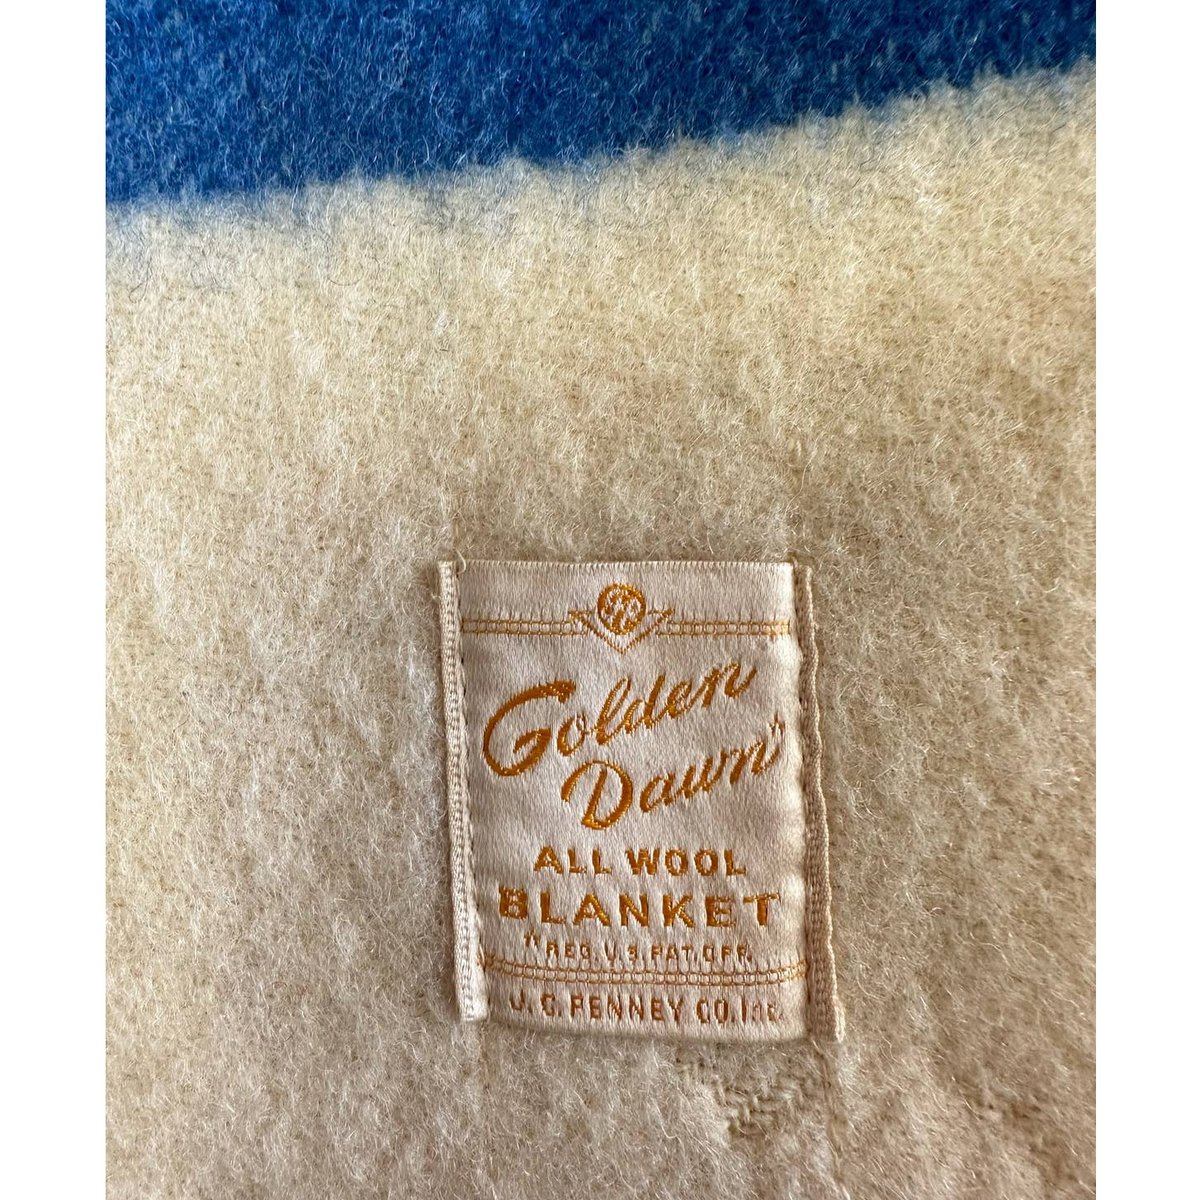 Golden
Dawn"
ALL WOOL
BLANKET
"REG. U.S. PAT. OFF.
J. C. PENNEY CO. Inc.